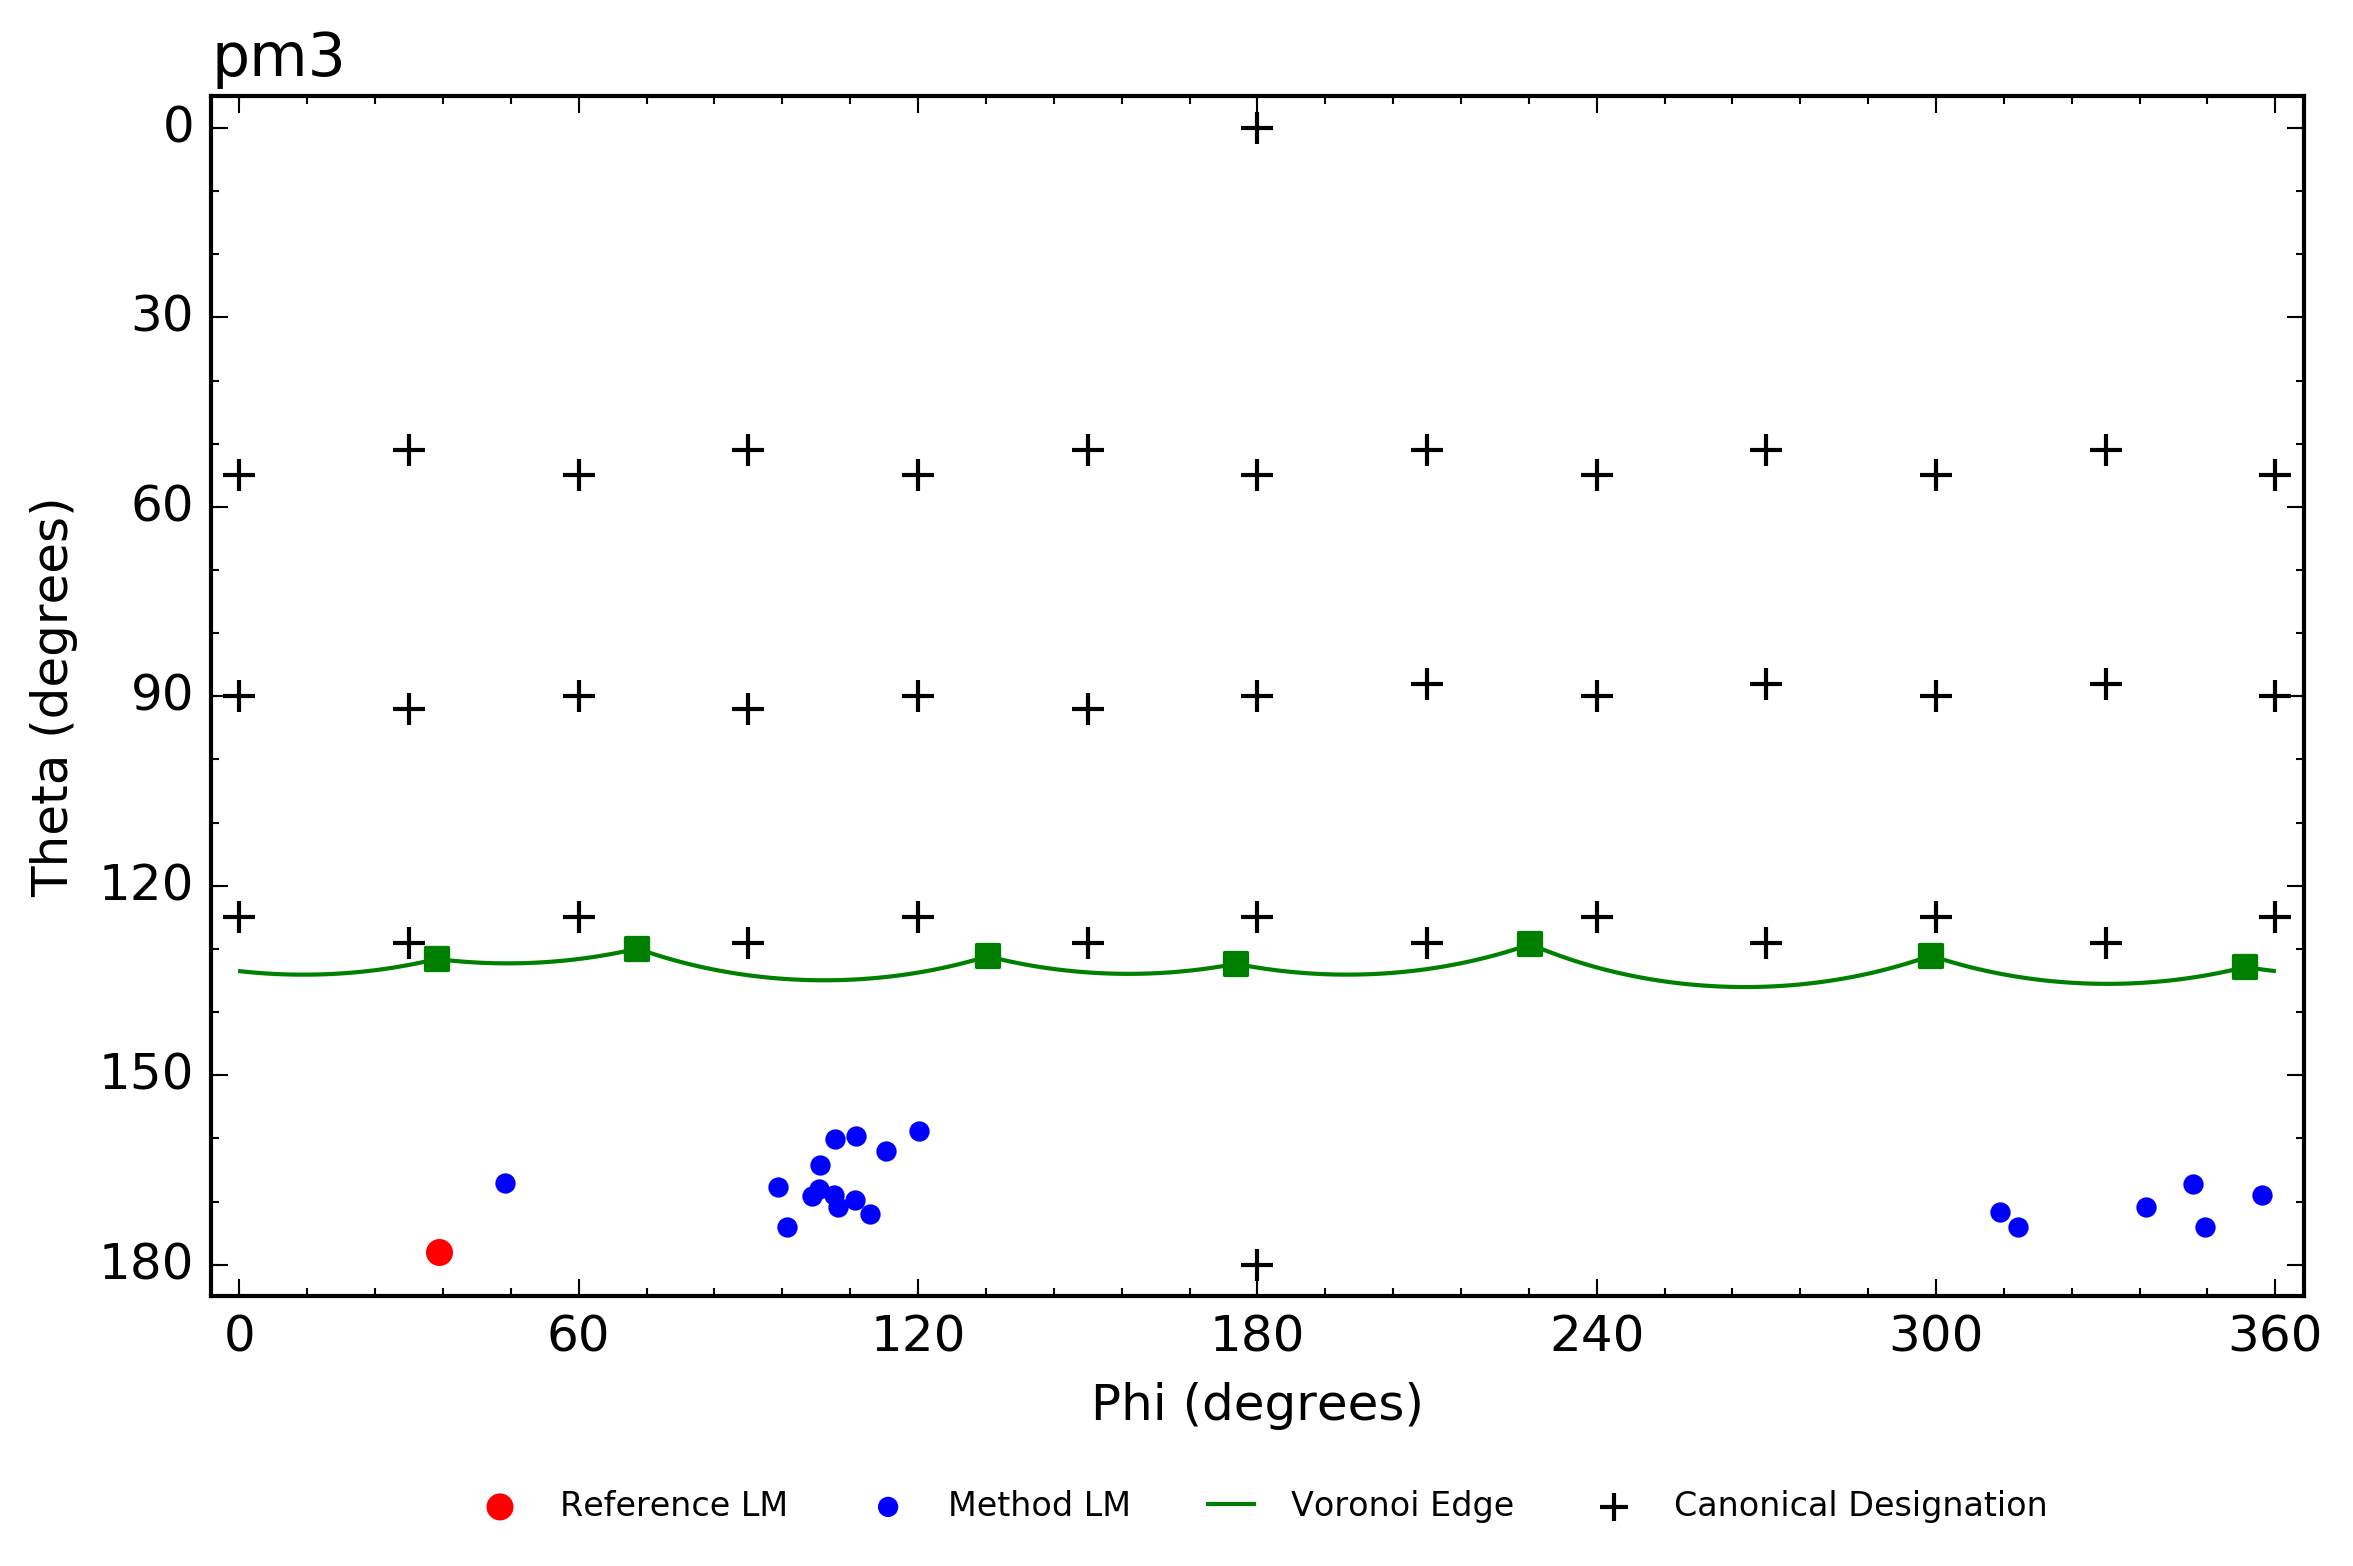 pm3
0
30
60
90
120
150
180
Theta (degrees)
0 60 120 180 240 300 360
Phi (degrees)
Reference LM Method LM Voronoi Edge Canonical Designation